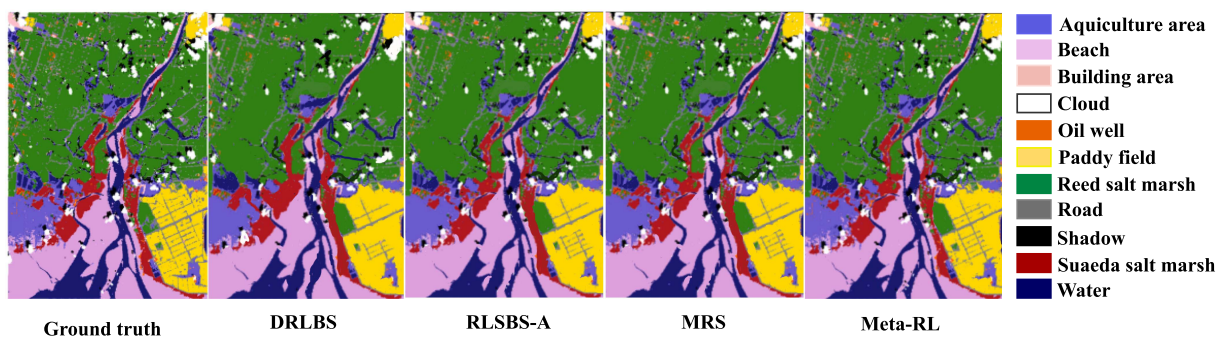 Ground truth
DRLBS
RLSBS-A
MRS
Meta-RL
Aquiculture area
Beach
Building area
Cloud
Oil well
Paddy field
Reed salt marsh
Road
Shadow
Suaeda salt marsh
Water